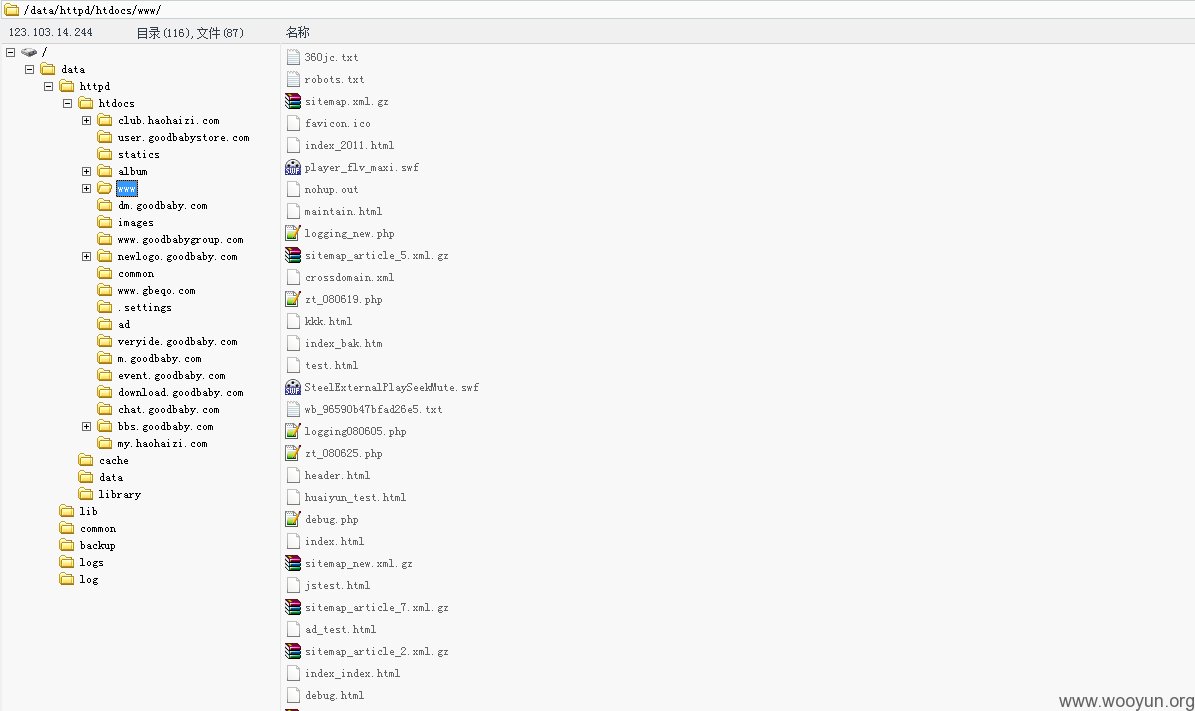 /data/httpd/htdocs/www/
123.103.14.244
目录(116),文件(87)
名称
/
data
httpd
htdocs
club.haohaizi.com
user.goodbabystore.com
statics
album
www
dm.goodbaby.com
images
www.goodbabygroup.com
newlogo.goodbaby.com
common
www.gbeqo.com
.settings
ad
veryide.goodbaby.com
m.goodbaby.com
event.goodbaby.com
download.goodbaby.com
chat.goodbaby.com
bbs.goodbaby.com
my.haohaizi.com
cache
data
library
lib
common
backup
logs
log
360jc.txt
robots.txt
sitemap.xml.gz
favicon.ico
index_2011.html
player_flv_maxi.swf
nohup.out
maintain.html
logging_new.php
sitemap_article_5.xml.gz
crossdomain.xml
zt_080619.php
kkk.html
index_bak.htm
test.html
SteelExternalPlaySeekMute.swf
wb_96590b47bfad26e5.txt
logging080605.php
zt_080625.php
header.html
huaiyun_test.html
debug.php
index.html
sitemap_new.xml.gz
jstest.html
sitemap_article_7.xml.gz
ad_test.html
sitemap_article_2.xml.gz
index_index.html
debug.html
www.wooyun.org